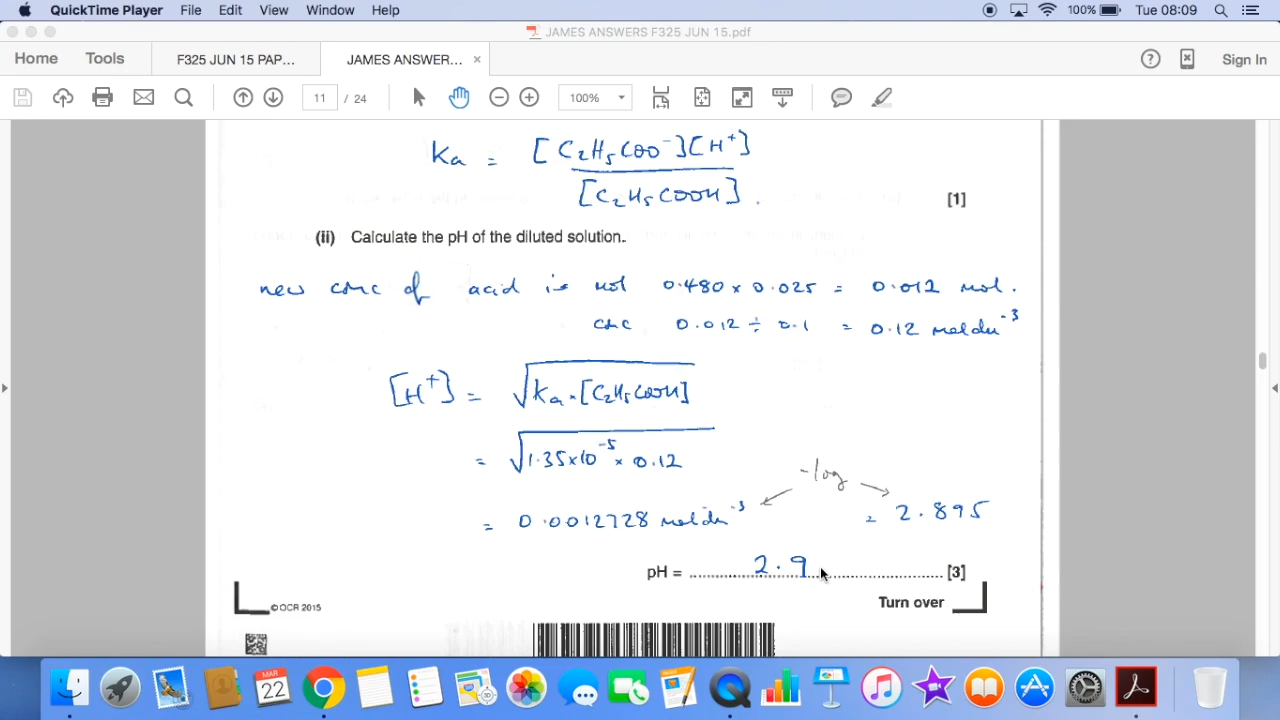 QuickTime Player File Edit View Window Help 100% Tue 08:09
JAMES ANSWERS F325 JUN 15.pdf
Home Tools F325 JUN 15 PAP... JAMES ANSWER... × Sign In
11 / 24 100%
Ka = [C₂H₅COO⁻][H⁺]
[C₂H₅COOH].
[1]
(ii) Calculate the pH of the diluted solution.
new conc of acid is mol 0.480 × 0.025 = 0.012 mol.
conc 0.012 ÷ 0.1 = 0.12 moldm⁻³
[H⁺] = √Ka × [C₂H₅COOH]
= √1.35×10⁻⁵ × 0.12
-log
= 0.0012728 moldm⁻³ = 2.895
pH = 2.9 [3]
©OCR 2015 Turn over
MAR
22